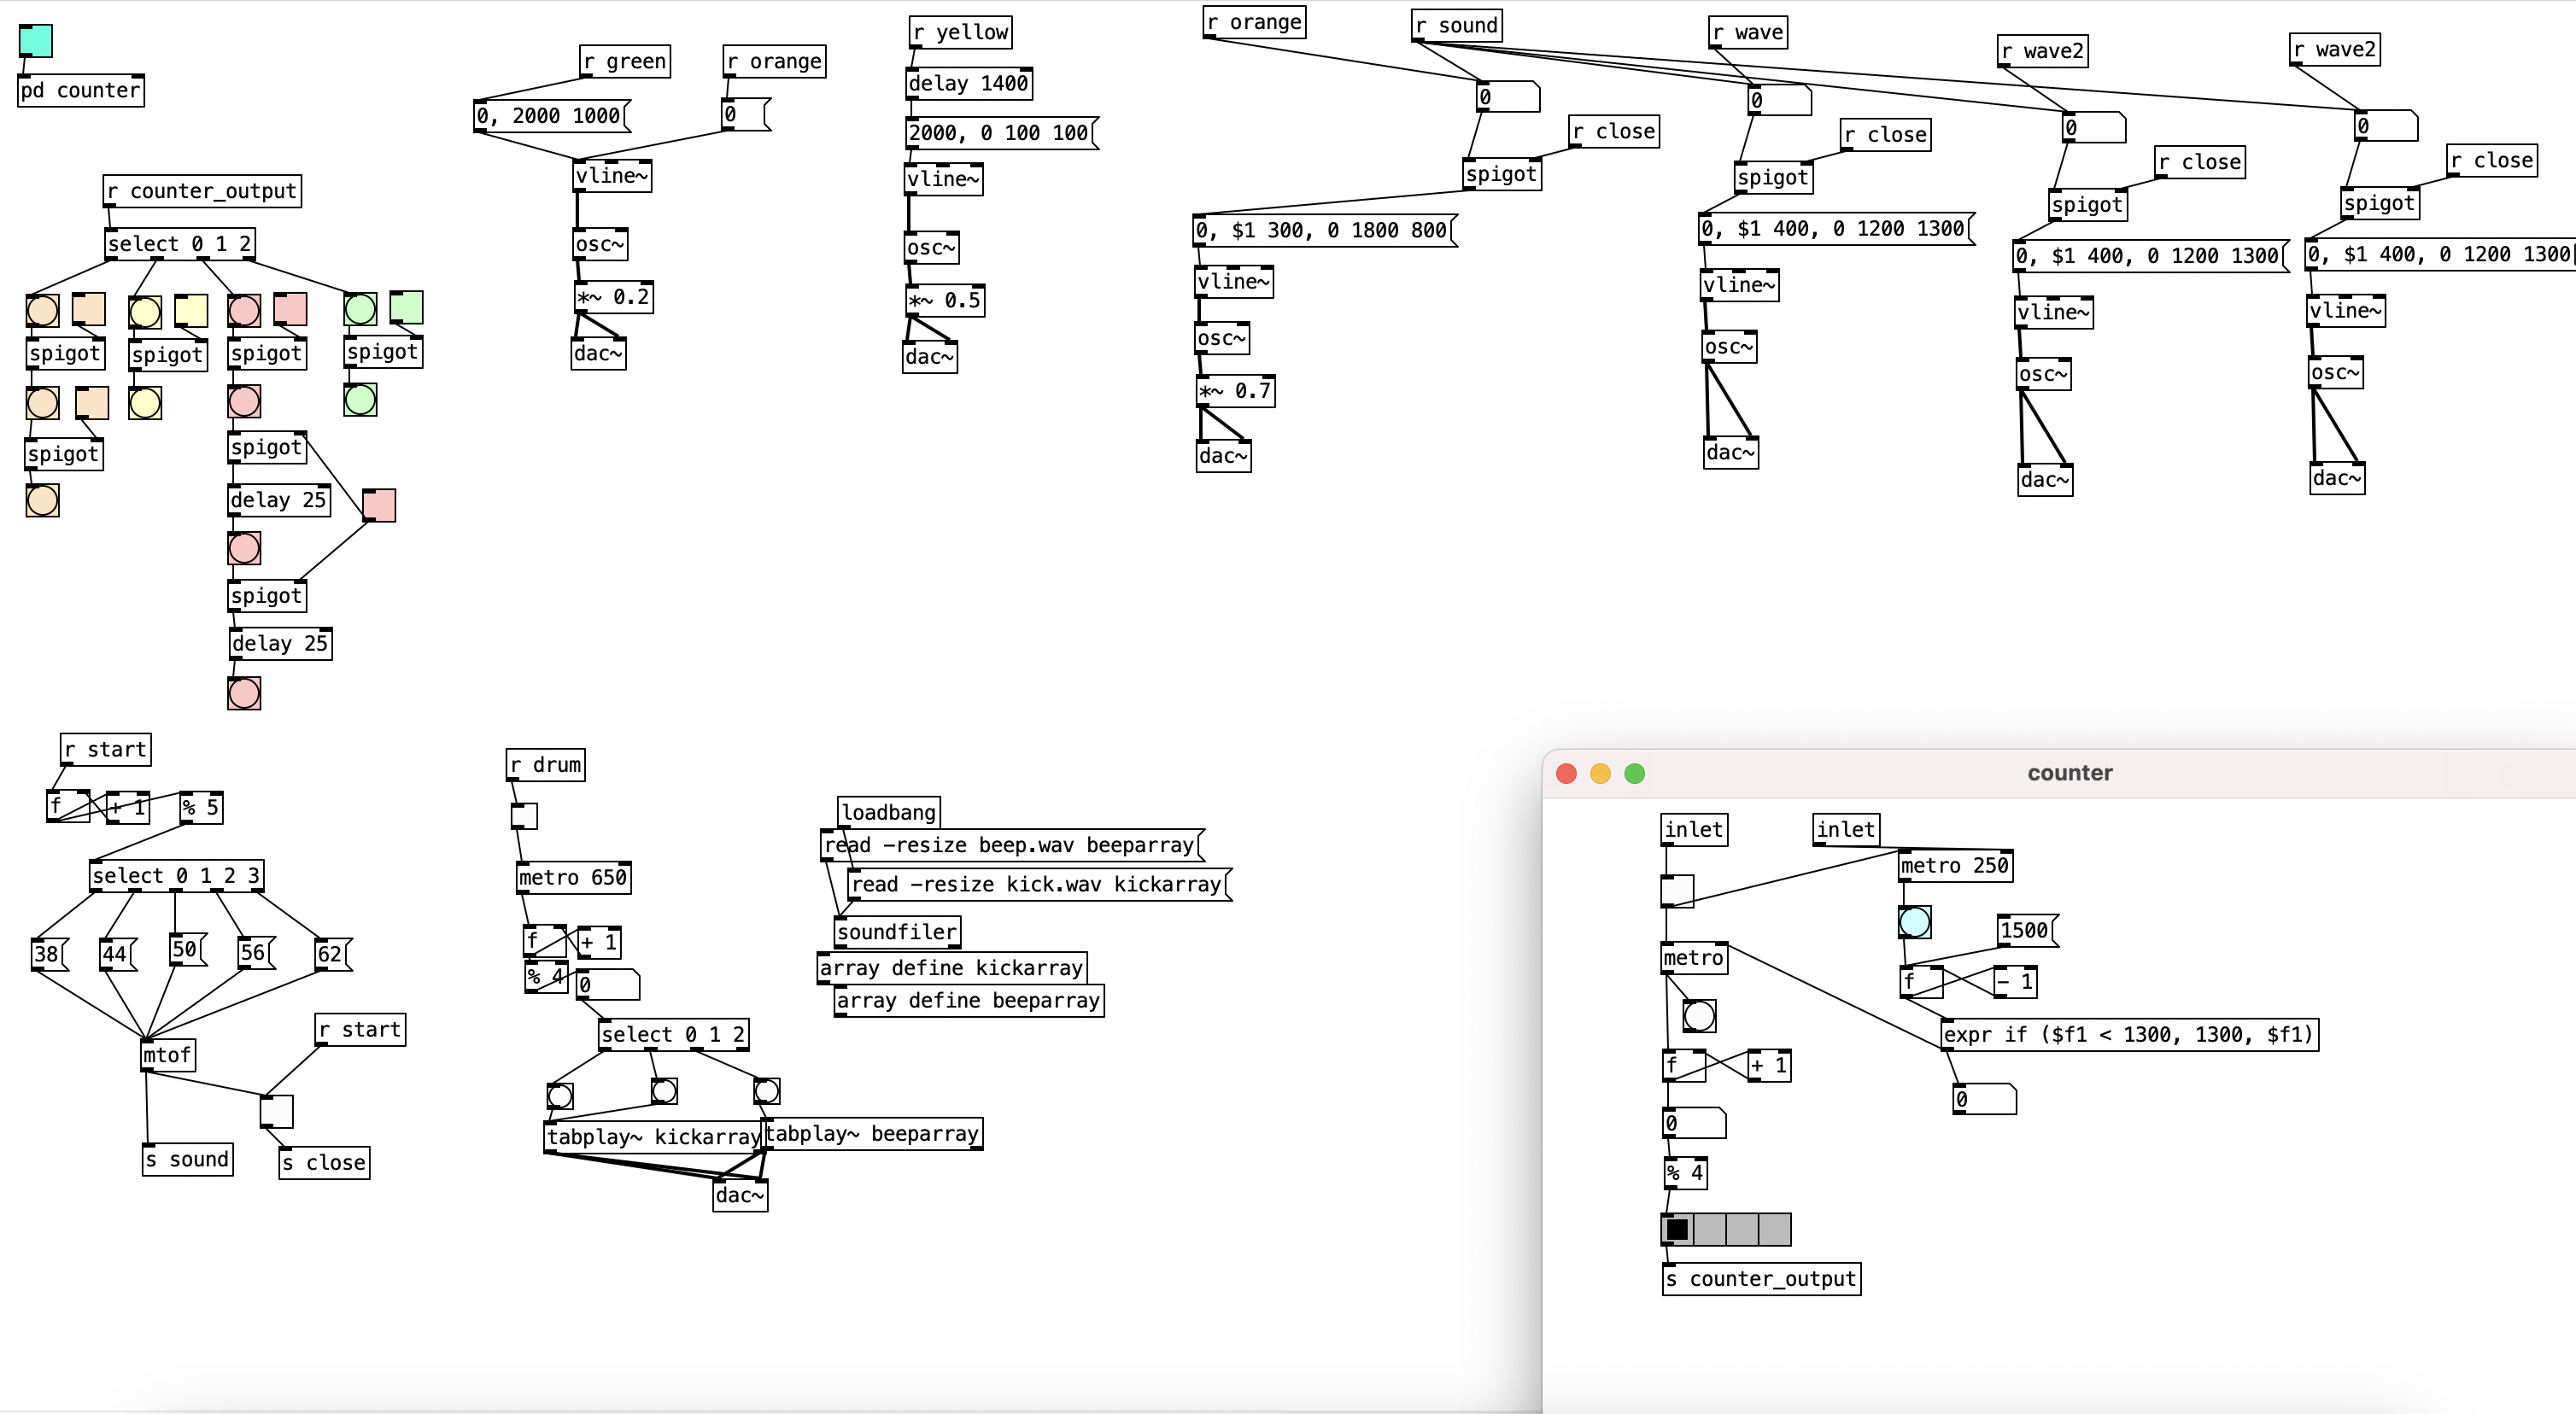 pd counter
r counter_output
select 0 1 2
spigot
spigot
spigot
spigot
spigot
spigot
delay 25
spigot
delay 25
r green
r orange
0, 2000 1000
0
vline~
osc~
*~ 0.2
dac~
r yellow
delay 1400
2000, 0 100 100
vline~
osc~
*~ 0.5
dac~
r orange
r sound
0
r close
spigot
0, $1 300, 0 1800 800
vline~
osc~
*~ 0.7
dac~
r wave
0
r close
spigot
0, $1 400, 0 1200 1300
vline~
osc~
dac~
r wave2
0
r close
spigot
0, $1 400, 0 1200 1300
vline~
osc~
dac~
r wave2
0
r close
spigot
0, $1 400, 0 1200 1300
vline~
osc~
dac~
r start
f
+ 1
% 5
select 0 1 2 3
38
44
50
56
62
mtof
r start
s sound
s close
r drum
metro 650
f
+ 1
% 4
0
select 0 1 2
tabplay~ kickarray
tabplay~ beeparray
dac~
loadbang
read -resize beep.wav beeparray
read -resize kick.wav kickarray
soundfiler
array define kickarray
array define beeparray
counter
inlet
inlet
metro 250
1500
metro
f
- 1
expr if ($f1 < 1300, 1300, $f1)
f
+ 1
0
0
% 4
s counter_output